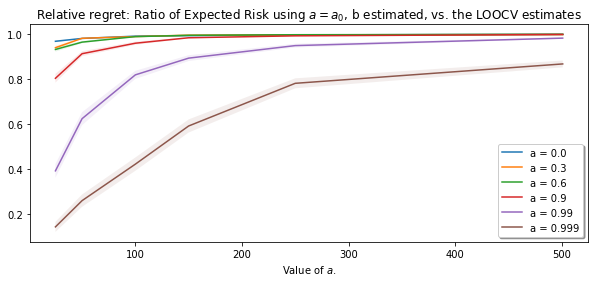 Relative regret: Ratio of Expected Risk using a = a₀, b estimated, vs. the LOOCV estimates
1.0
0.8
0.6
0.4
0.2
a = 0.0
a = 0.3
a = 0.6
a = 0.9
a = 0.99
a = 0.999
100 200 300 400 500
Value of a.